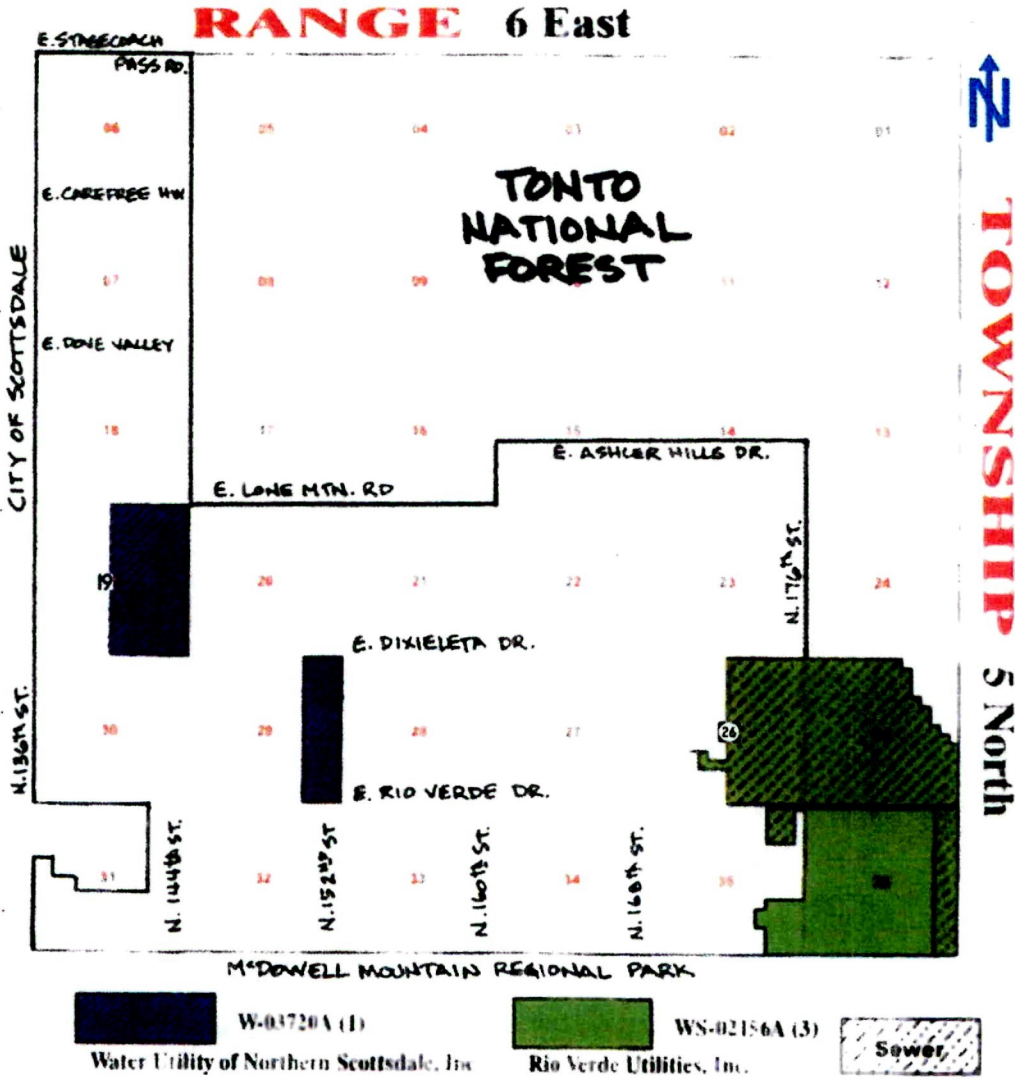 RANGE 6 East
E. STAGECOACH
PASS RD.
N
06 05 04 03 02 01
TONTO
NATIONAL
FOREST
E. CAREFREE HW
TOWNSHIP 5 North
CITY OF SCOTTSDALE
07 08 09 11 12
E. DOVE VALLEY
18 17 16 15 14 13
E. ASHLER HILLS DR.
E. LONE MTN. RD
N. 176th ST.
19 20 21 22 23 24
E. DIXIELETA DR.
N. 136th ST.
30 29 28 27 26
E. RIO VERDE DR.
31 32 33 34 35
N. 144th ST.
N. 152ND ST
N. 160th ST.
N. 168th ST.
McDOWELL MOUNTAIN REGIONAL PARK
W-03720A (1)
Water Utility of Northern Scottsdale, Inc
WS-02156A (3)
Rio Verde Utilities, Inc.
Sewer